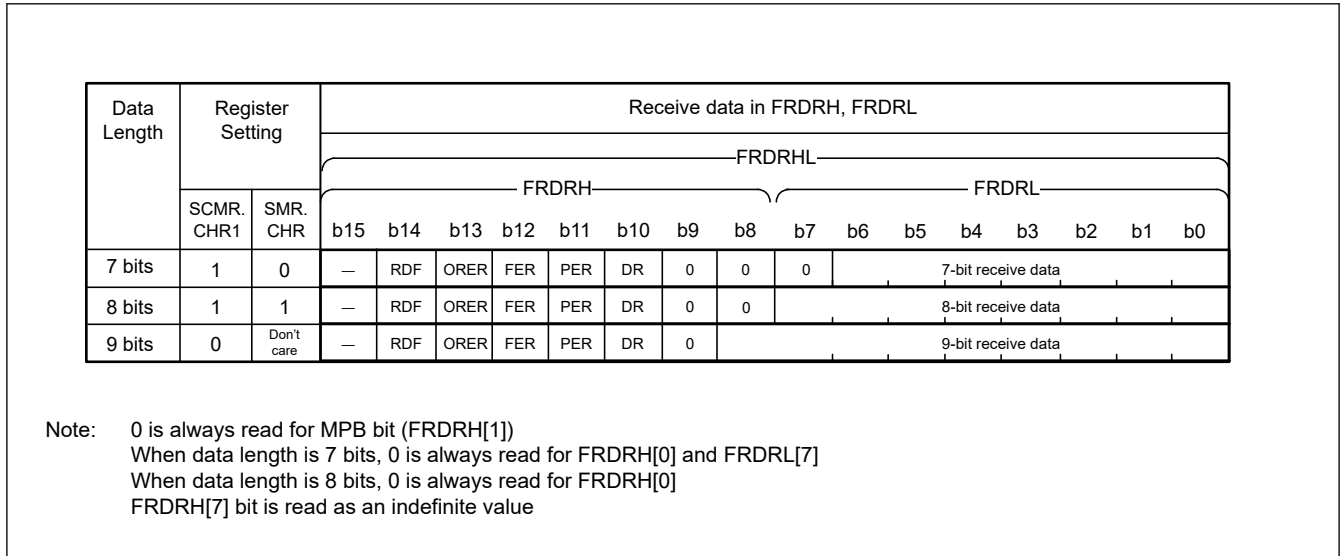 Data Length Register Setting Receive data in FRDRH, FRDRL
FRDRHL
FRDRH FRDRL
SCMR. CHR1 SMR. CHR b15 b14 b13 b12 b11 b10 b9 b8 b7 b6 b5 b4 b3 b2 b1 b0
7 bits 1 0 — RDF ORER FER PER DR 0 0 0 7-bit receive data
8 bits 1 1 — RDF ORER FER PER DR 0 0 8-bit receive data
9 bits 0 Don't care — RDF ORER FER PER DR 0 9-bit receive data
Note: 0 is always read for MPB bit (FRDRH[1])
When data length is 7 bits, 0 is always read for FRDRH[0] and FRDRL[7]
When data length is 8 bits, 0 is always read for FRDRH[0]
FRDRH[7] bit is read as an indefinite value